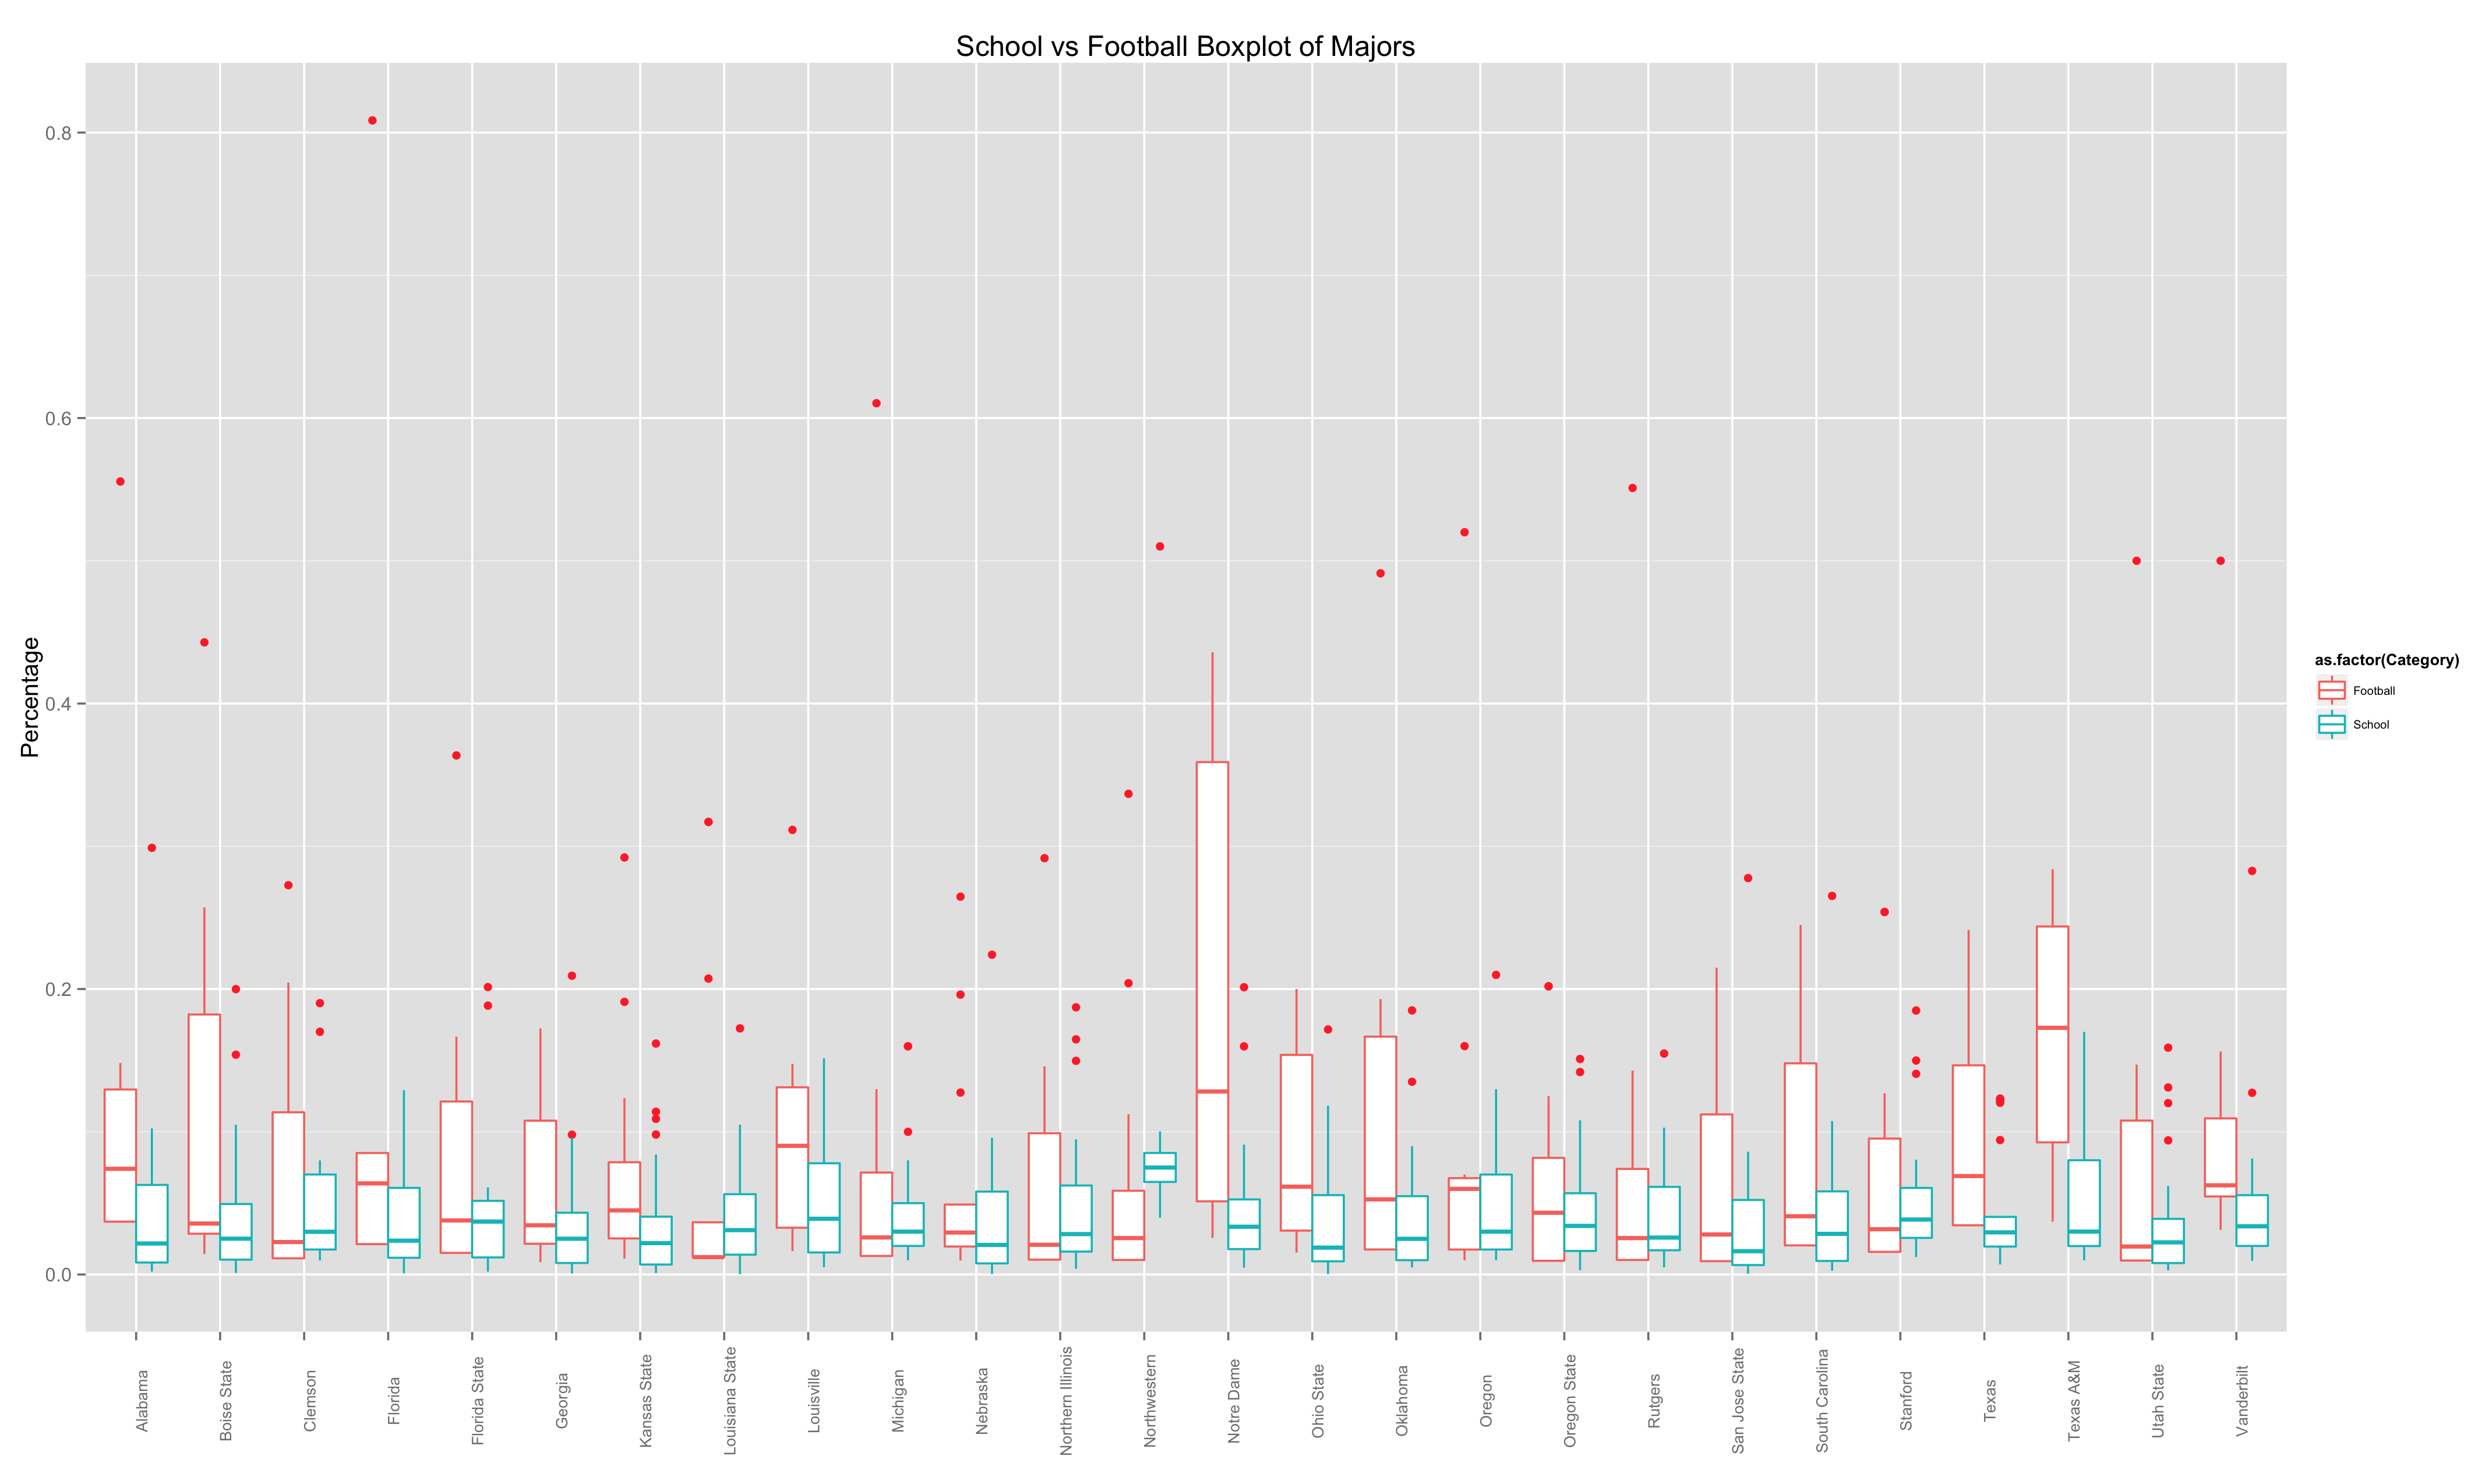 School vs Football Boxplot of Majors
Percentage
0.8
0.6
0.4
0.2
0.0
Alabama
Boise State
Clemson
Florida
Florida State
Georgia
Kansas State
Louisiana State
Louisville
Michigan
Nebraska
Northern Illinois
Northwestern
Notre Dame
Ohio State
Oklahoma
Oregon
Oregon State
Rutgers
San Jose State
South Carolina
Stanford
Texas
Texas A&M
Utah State
Vanderbilt
as.factor(Category)
Football
School